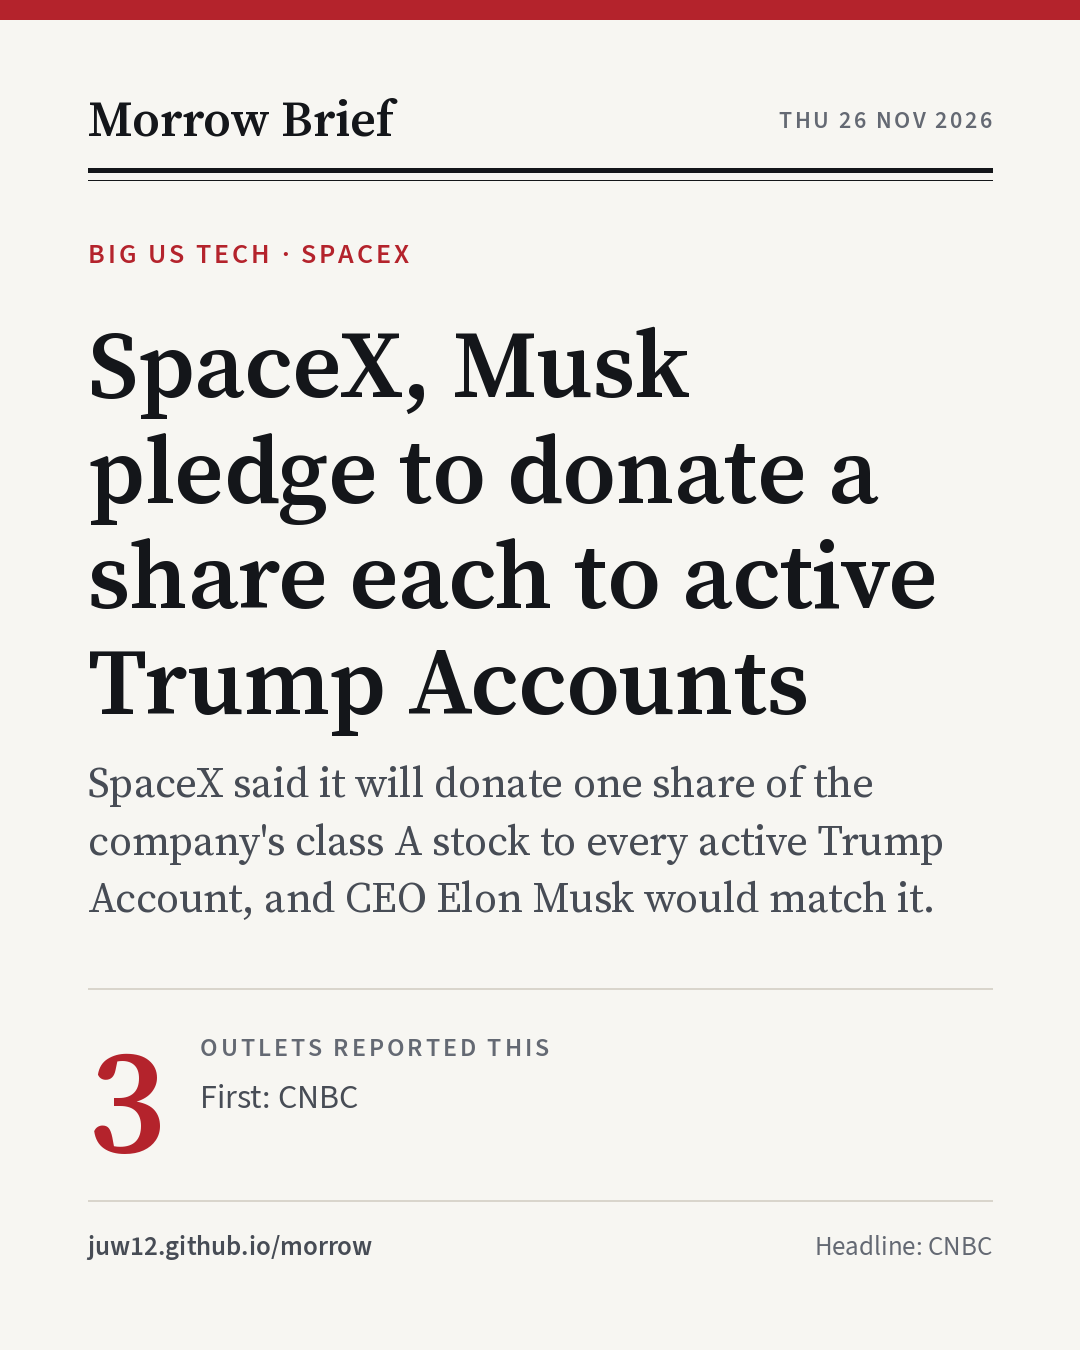 Morrow Brief
THU 26 NOV 2026
BIG US TECH · SPACEX
SpaceX, Musk
pledge to donate a
share each to active
Trump Accounts
SpaceX said it will donate one share of the
company's class A stock to every active Trump
Account, and CEO Elon Musk would match it.
3
OUTLETS REPORTED THIS
First: CNBC
juw12.github.io/morrow
Headline: CNBC